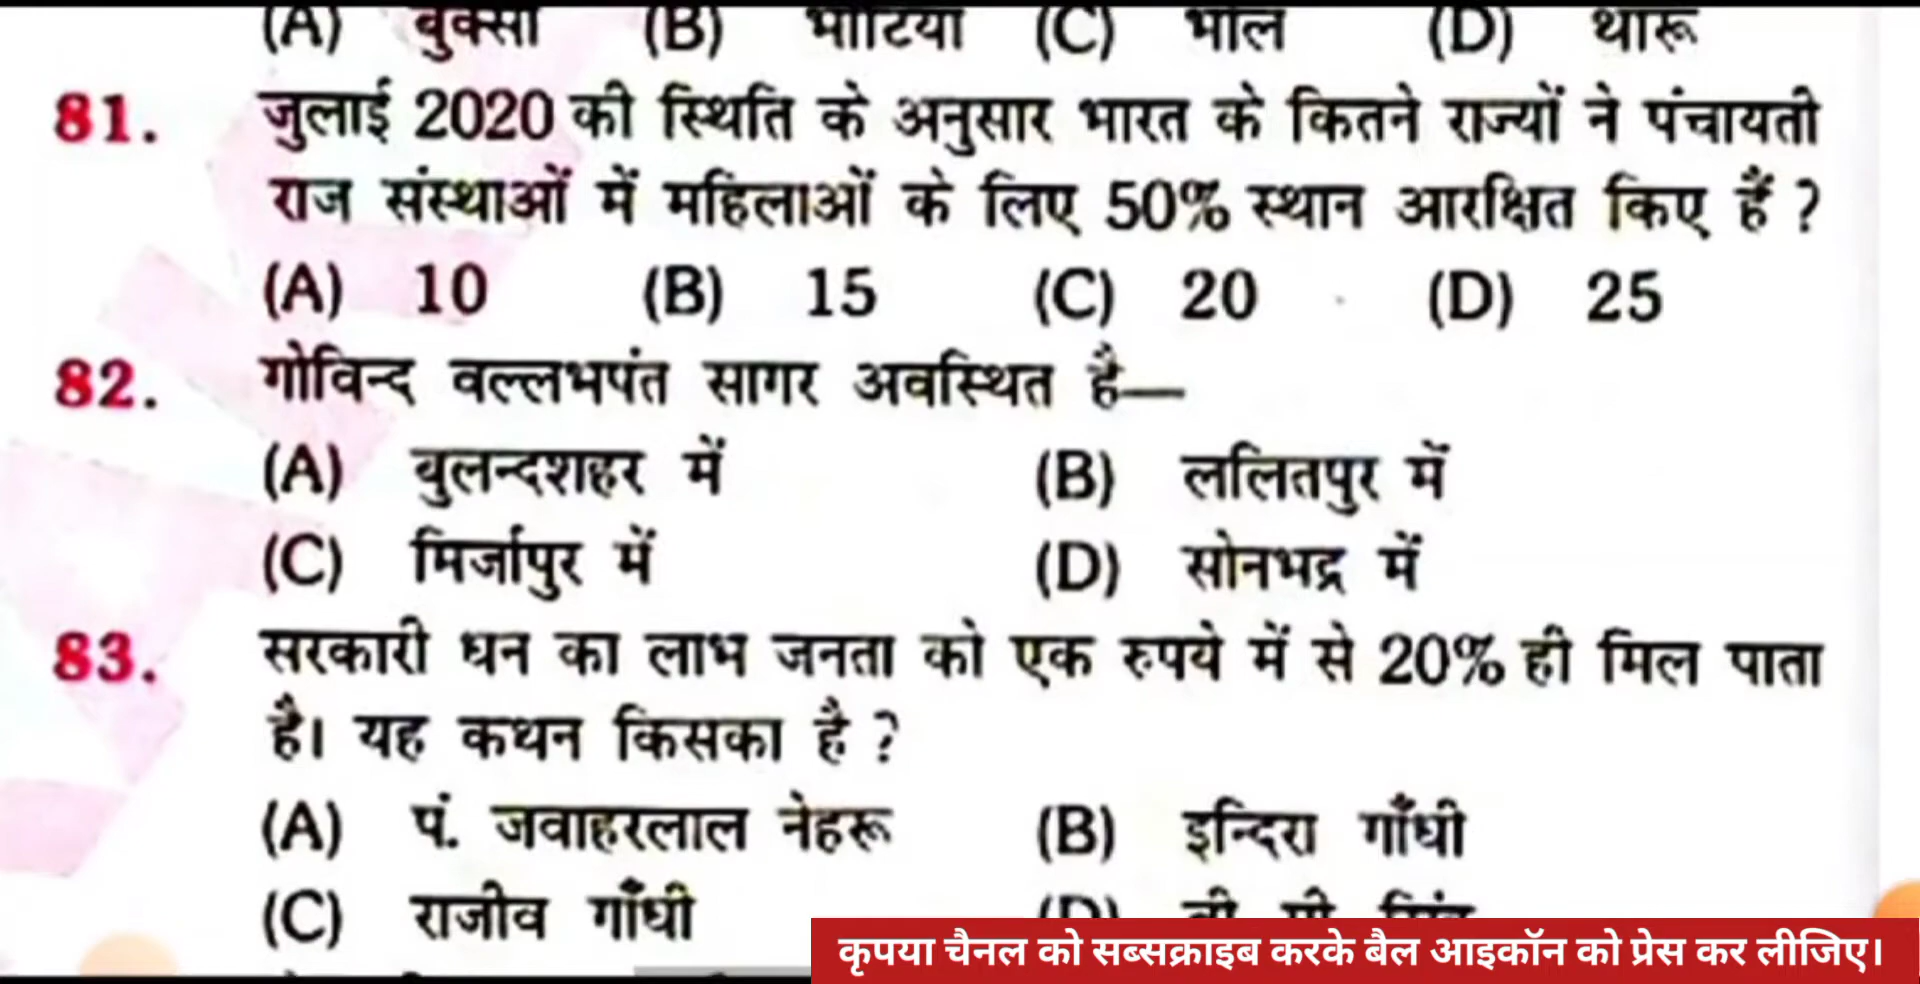 (A) बुक्सा (B) भोटिया (C) भील (D) थारू
81. जुलाई 2020 की स्थिति के अनुसार भारत के कितने राज्यों ने पंचायती
राज संस्थाओं में महिलाओं के लिए 50% स्थान आरक्षित किए हैं ?
(A) 10 (B) 15 (C) 20 (D) 25
82. गोविन्द वल्लभपंत सागर अवस्थित है—
(A) बुलन्दशहर में (B) ललितपुर में
(C) मिर्जापुर में (D) सोनभद्र में
83. सरकारी धन का लाभ जनता को एक रुपये में से 20% ही मिल पाता
है। यह कथन किसका है ?
(A) पं. जवाहरलाल नेहरू (B) इन्दिरा गाँधी
(C) राजीव गाँधी (D) वी पी सिंह
कृपया चैनल को सब्सक्राइब करके बैल आइकॉन को प्रेस कर लीजिए।